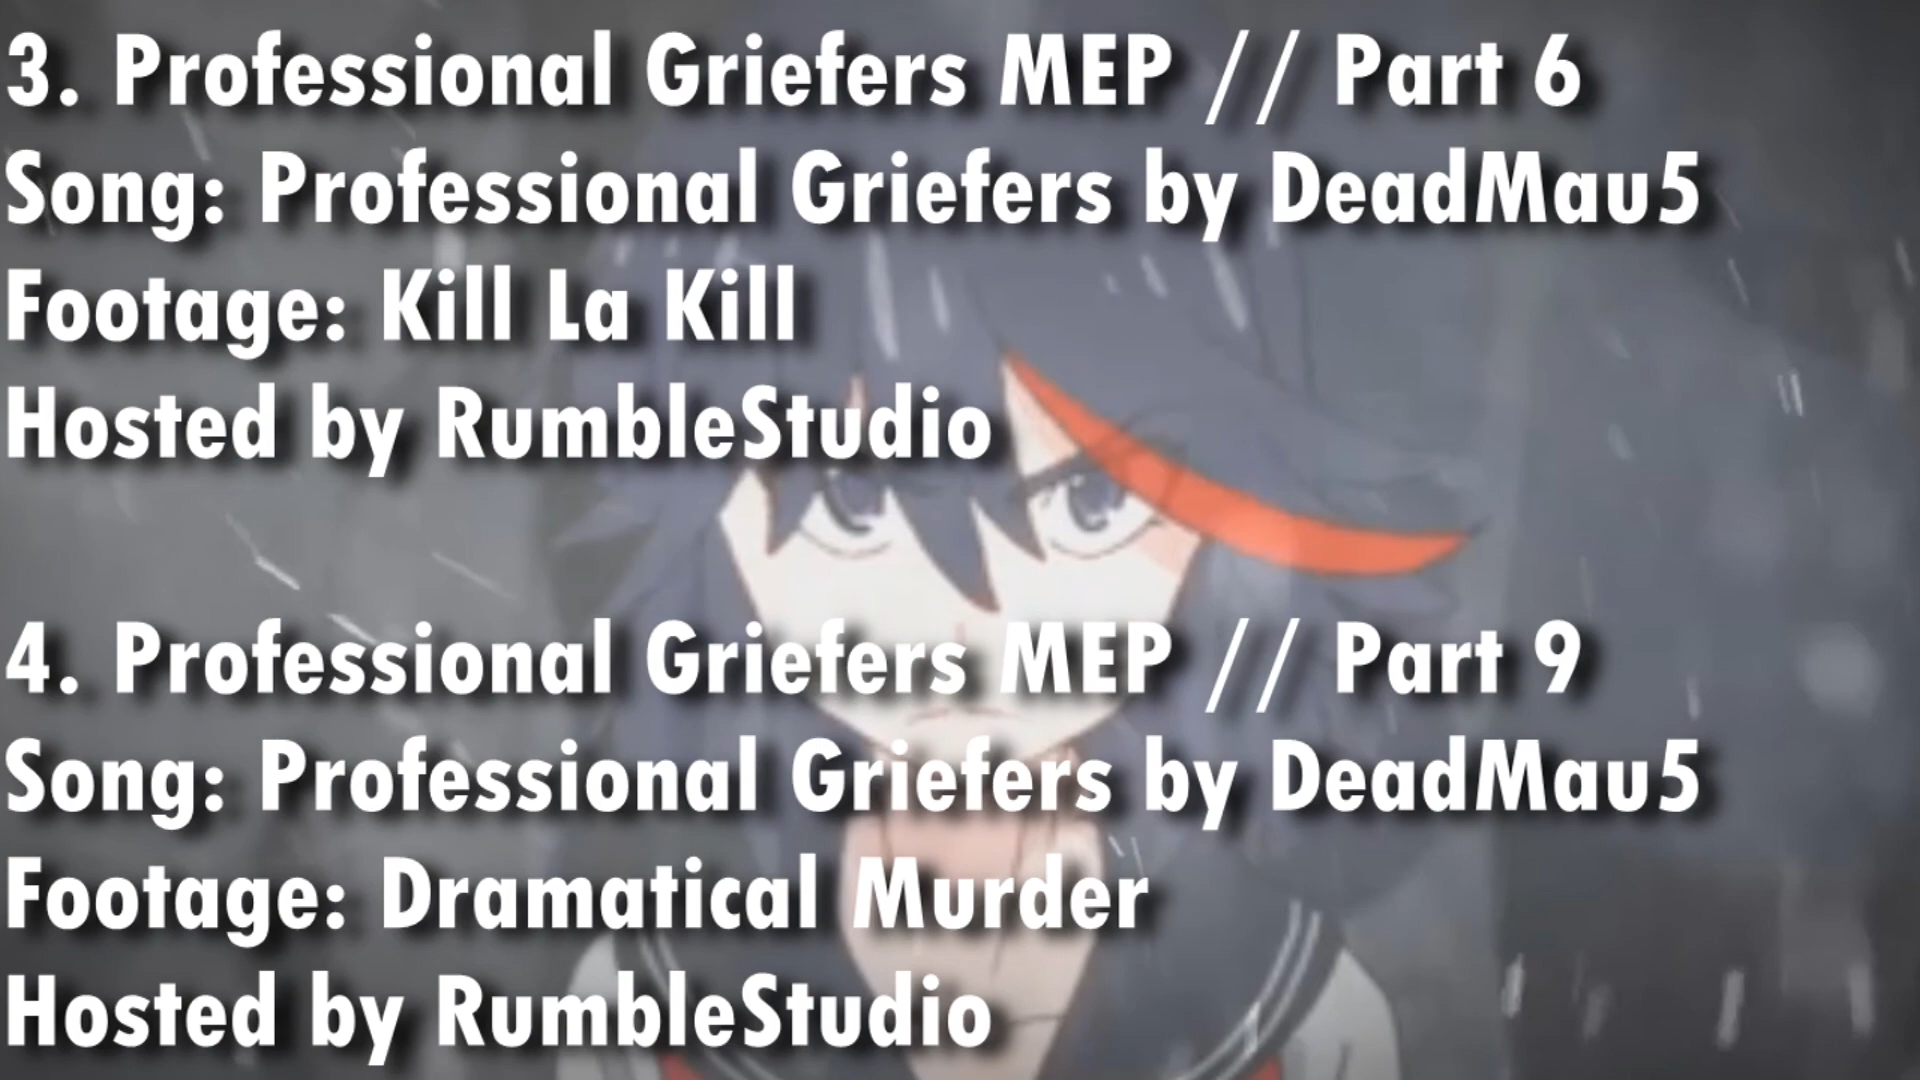 3. Professional Griefers MEP // Part 6
Song: Professional Griefers by DeadMau5
Footage: Kill La Kill
Hosted by RumbleStudio
4. Professional Griefers MEP // Part 9
Song: Professional Griefers by DeadMau5
Footage: Dramatical Murder
Hosted by RumbleStudio